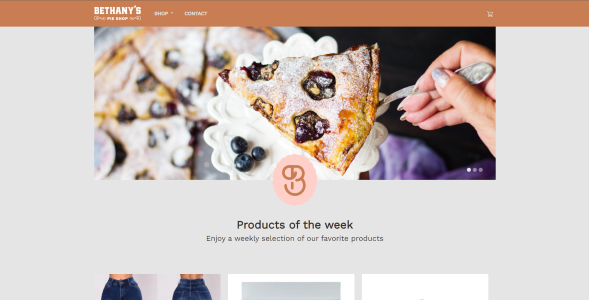 BETHANY'S
PIE SHOP
SHOP
CONTACT
B
Products of the week
Enjoy a weekly selection of our favorite products